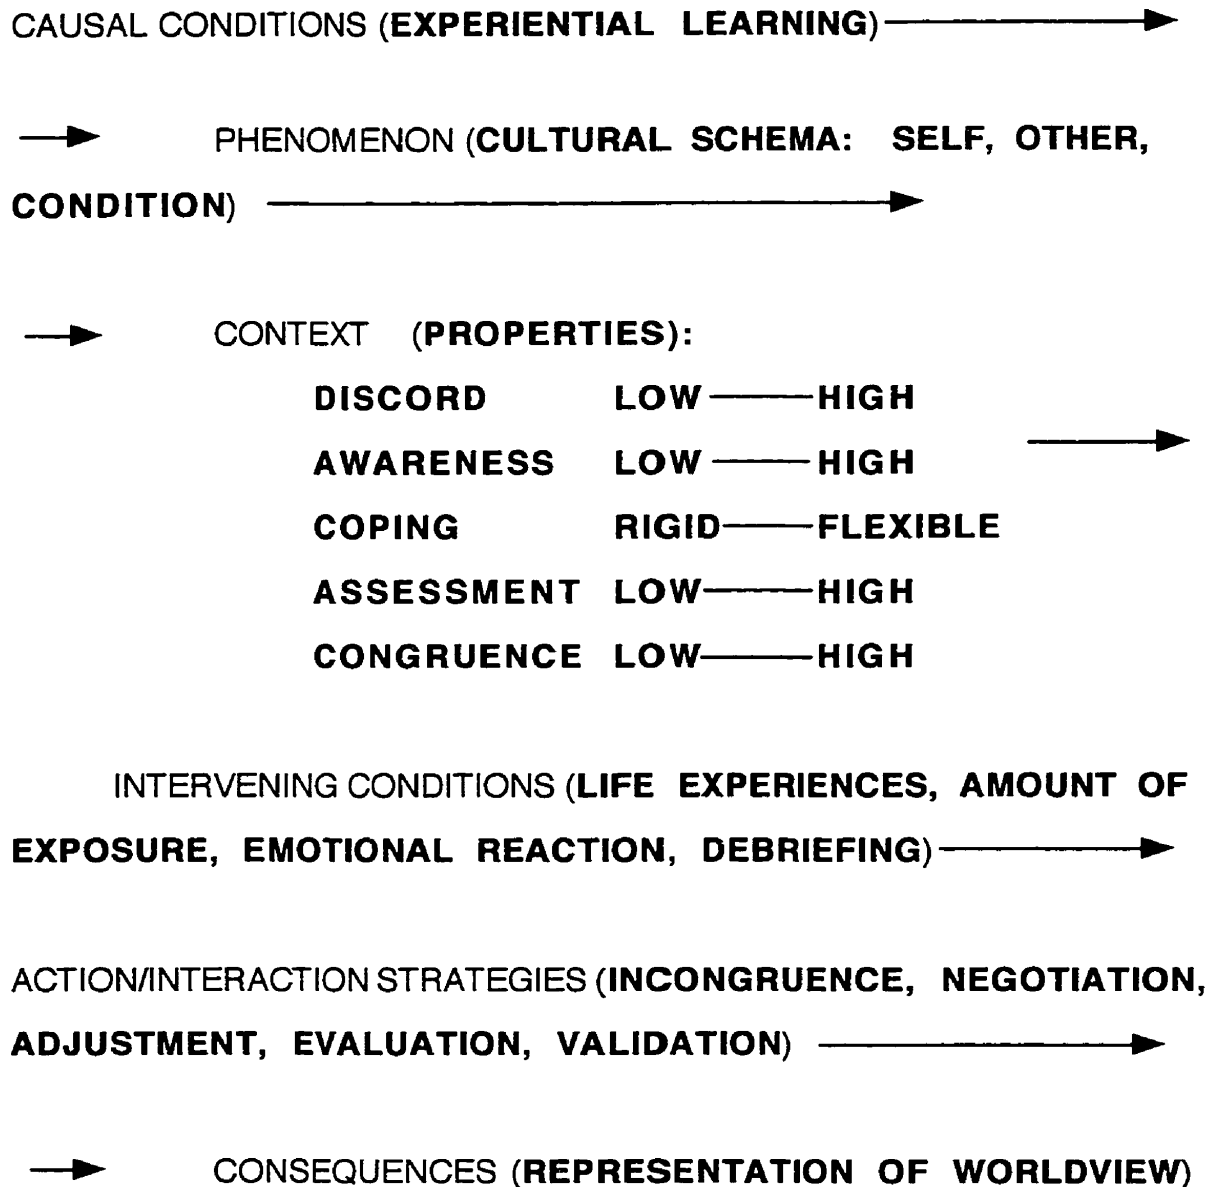 CAUSAL CONDITIONS (EXPERIENTIAL LEARNING)
PHENOMENON (CULTURAL SCHEMA: SELF, OTHER,
CONDITION)
CONTEXT (PROPERTIES):
DISCORD LOW HIGH
AWARENESS LOW HIGH
COPING RIGID FLEXIBLE
ASSESSMENT LOW HIGH
CONGRUENCE LOW HIGH
INTERVENING CONDITIONS (LIFE EXPERIENCES, AMOUNT OF
EXPOSURE, EMOTIONAL REACTION, DEBRIEFING)
ACTION/INTERACTION STRATEGIES (INCONGRUENCE, NEGOTIATION,
ADJUSTMENT, EVALUATION, VALIDATION)
CONSEQUENCES (REPRESENTATION OF WORLDVIEW)